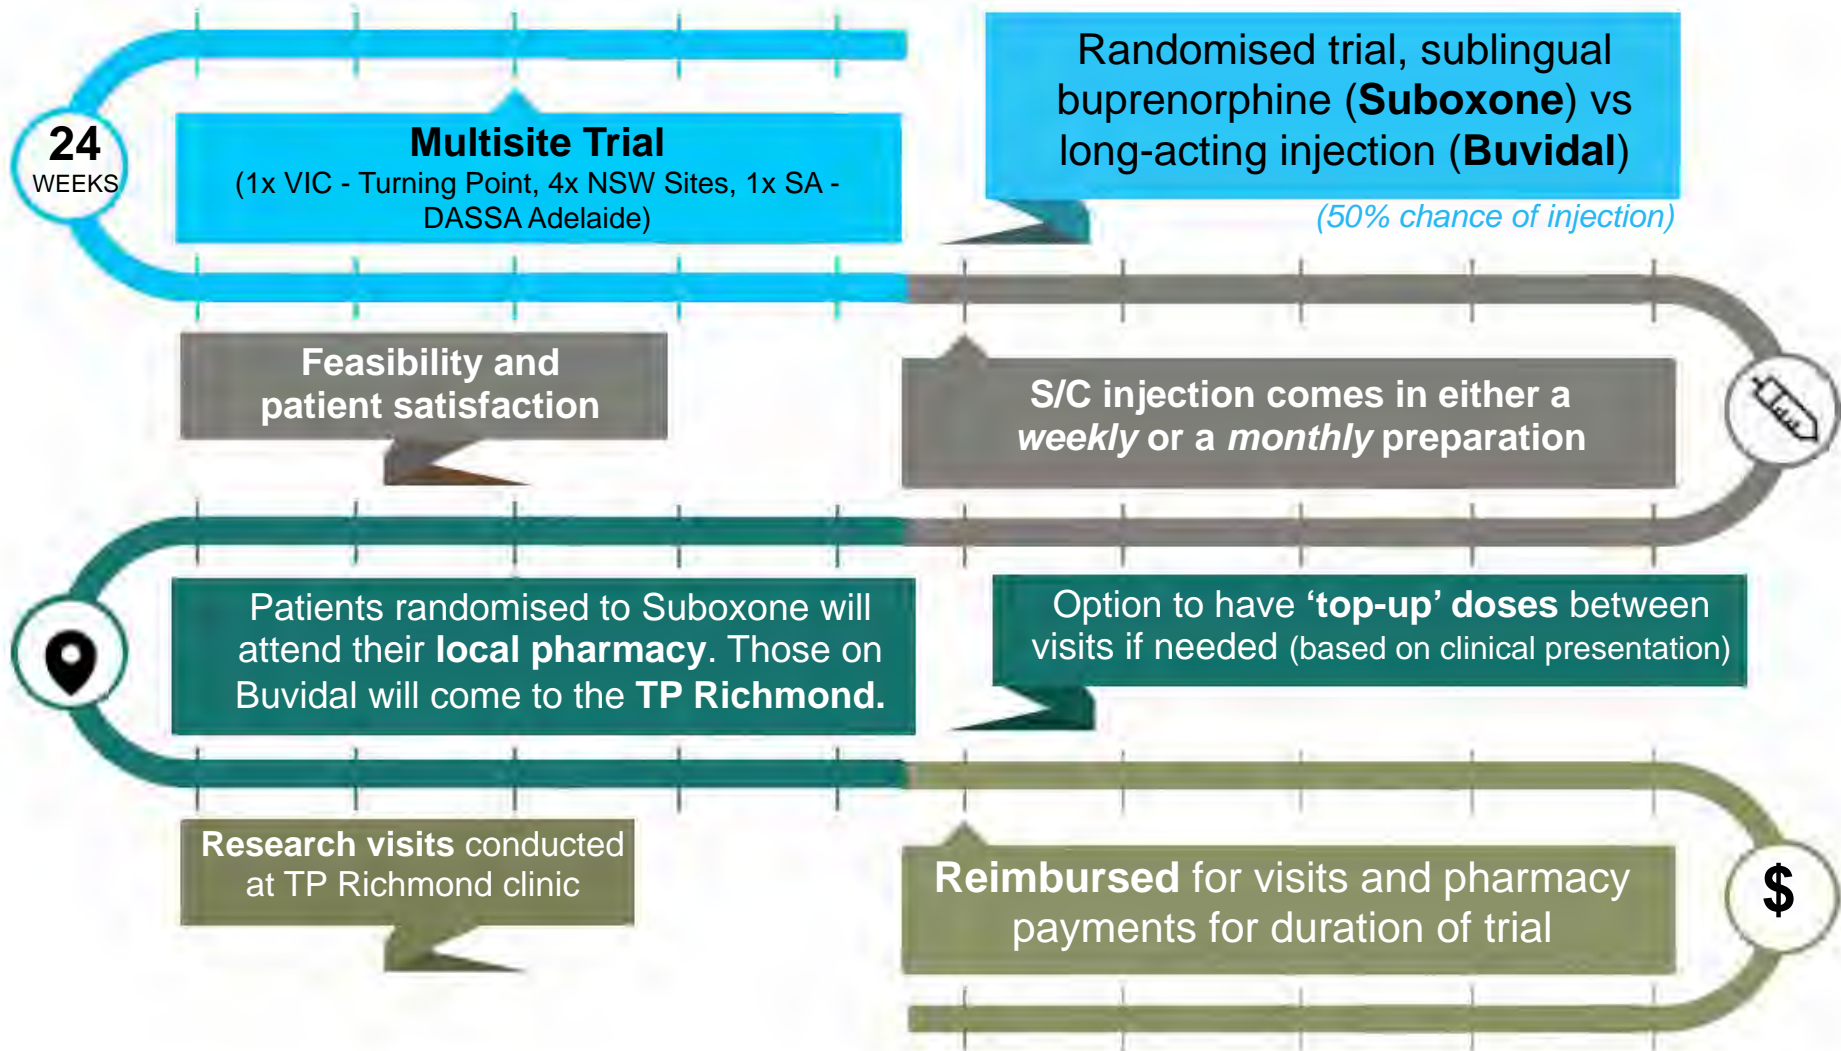 24
WEEKS
Multisite Trial
(1x VIC - Turning Point, 4x NSW Sites, 1x SA -
DASSA Adelaide)
Randomised trial, sublingual
buprenorphine (Suboxone) vs
long-acting injection (Buvidal)
(50% chance of injection)
Feasibility and
patient satisfaction
S/C injection comes in either a
weekly or a monthly preparation
Patients randomised to Suboxone will
attend their local pharmacy. Those on
Buvidal will come to the TP Richmond.
Option to have ‘top-up’ doses between
visits if needed (based on clinical presentation)
Research visits conducted
at TP Richmond clinic
Reimbursed for visits and pharmacy
payments for duration of trial
$